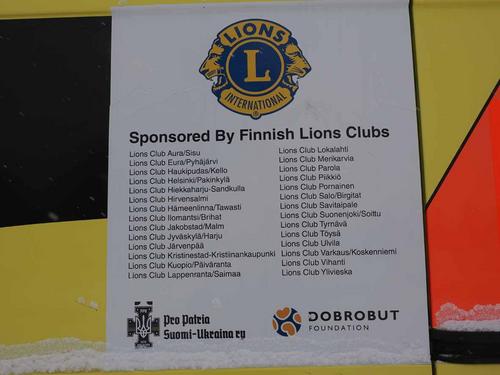 LIONS
L
INTERNATIONAL
®
Sponsored By Finnish Lions Clubs
Lions Club Aura/Sisu
Lions Club Eura/Pyhäjärvi
Lions Club Haukipudas/Kello
Lions Club Helsinki/Pakinkylä
Lions Club Hiekkaharju-Sandkulla
Lions Club Hirvensalmi
Lions Club Hämeenlinna/Tawasti
Lions Club Ilomantsi/Brihat
Lions Club Jakobstad/Malm
Lions Club Jyväskylä/Harju
Lions Club Järvenpää
Lions Club Kristinestad-Kristiinankaupunki
Lions Club Kuopio/Päiväranta
Lions Club Lappenranta/Saimaa
Lions Club Lokalahti
Lions Club Merikarvia
Lions Club Parola
Lions Club Piikkiö
Lions Club Pornainen
Lions Club Salo/Birgitat
Lions Club Savitaipale
Lions Club Suonenjoki/Soittu
Lions Club Tyrnävä
Lions Club Töysä
Lions Club Ulvila
Lions Club Varkaus/Koskenniemi
Lions Club Vihanti
Lions Club Ylivieska
Pro Patria
Suomi-Ukraina ry
DOBROBUT
FOUNDATION